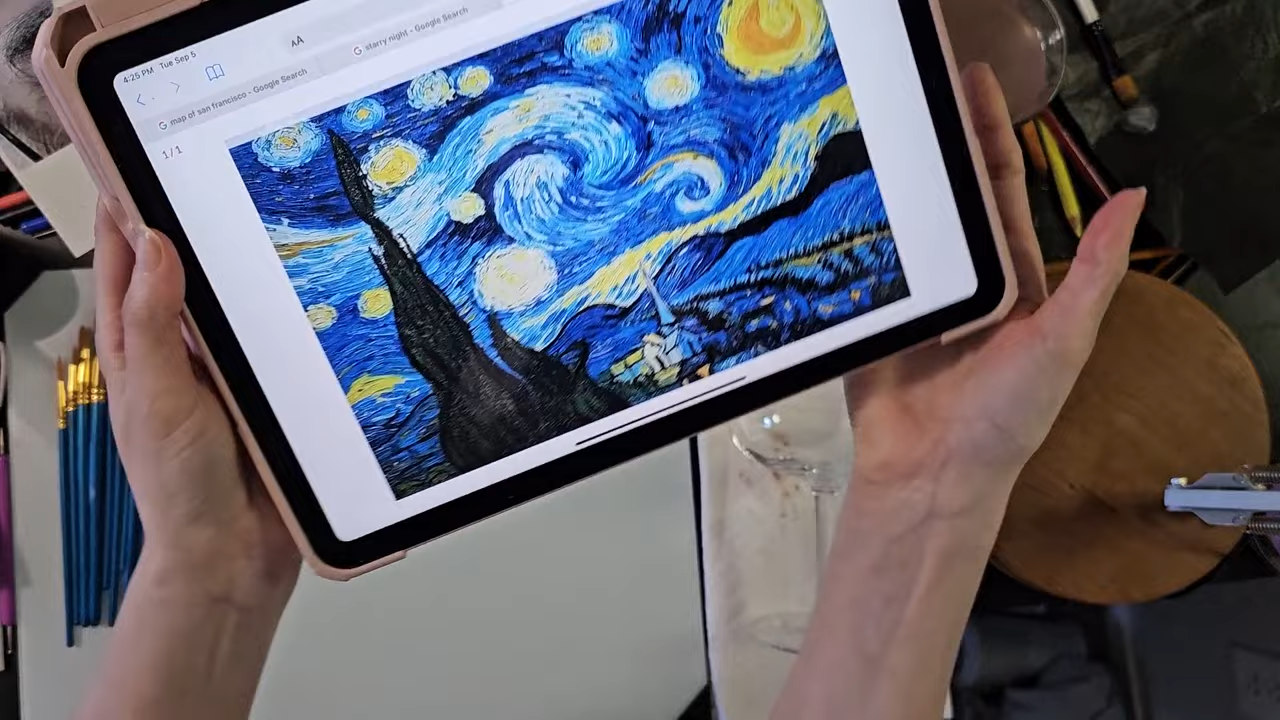 4:25 PM Tue Sep 5
AA
map of san francisco - Google Search
starry night - Google Search
1/1